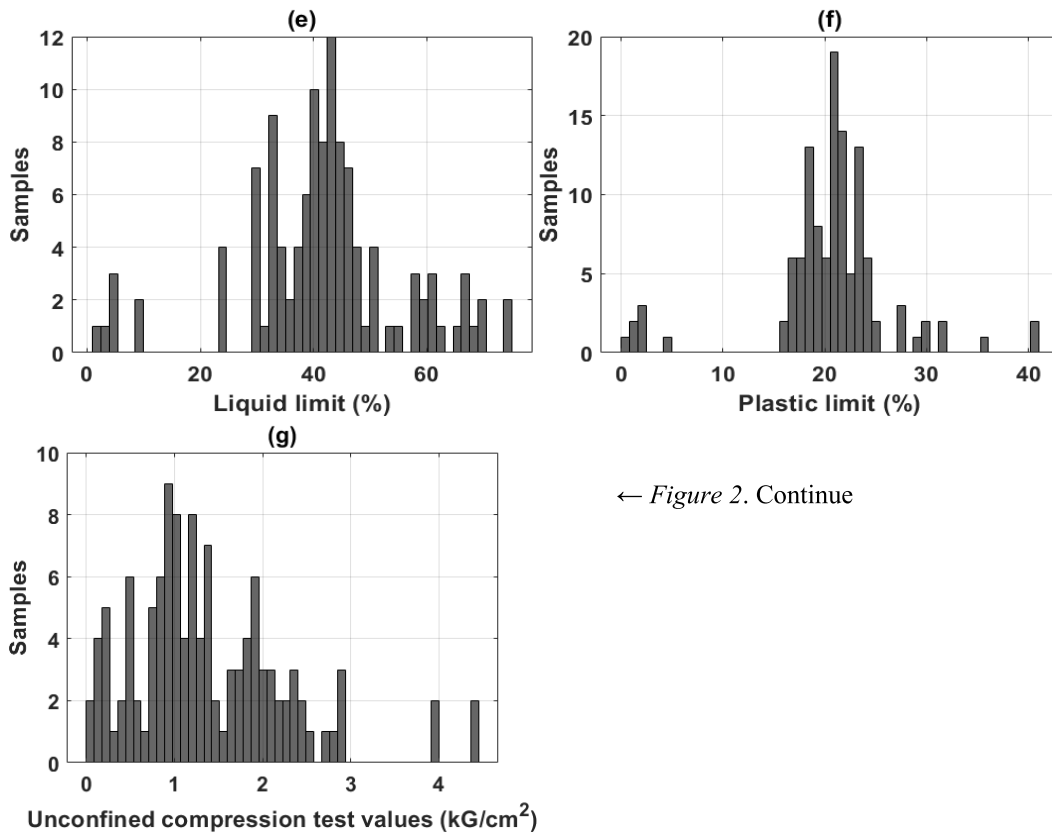 (e)
12
10
8
6
4
2
0
Samples
0 20 40 60
Liquid limit (%)
(f)
20
15
10
5
0
Samples
0 10 20 30 40
Plastic limit (%)
(g)
10
8
6
4
2
0
Samples
0 1 2 3 4
Unconfined compression test values (kG/cm²)
← Figure 2. Continue